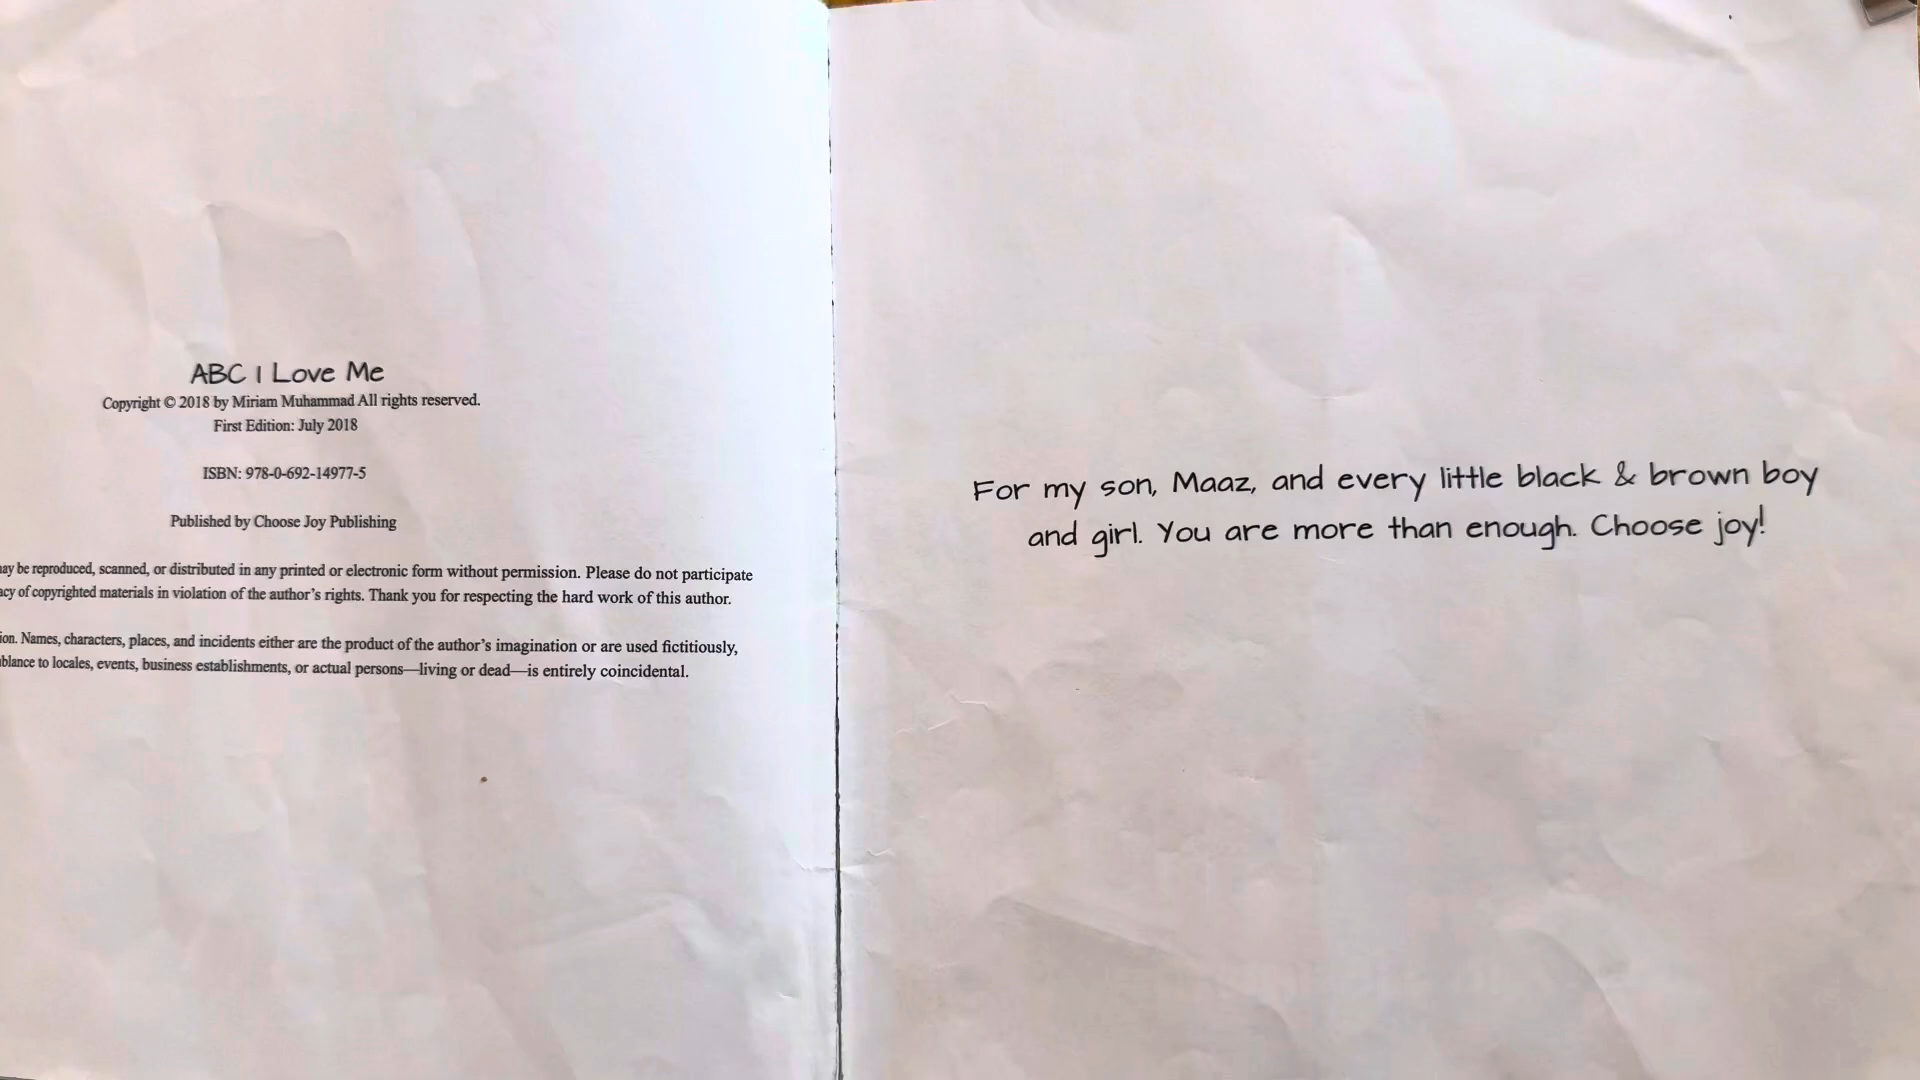 ABC I Love Me
Copyright © 2018 by Miriam Muhammad All rights reserved.
First Edition: July 2018
ISBN: 978-0-692-14977-5
Published by Choose Joy Publishing
be reproduced, scanned, or distributed in any printed or electronic form without permission. Please do not participate
of copyrighted materials in violation of the author's rights. Thank you for respecting the hard work of this author.
Names, characters, places, and incidents either are the product of the author's imagination or are used fictitiously,
to locales, events, business establishments, or actual persons—living or dead—is entirely coincidental.
For my son, Maaz, and every little black & brown boy
and girl. You are more than enough. Choose joy!